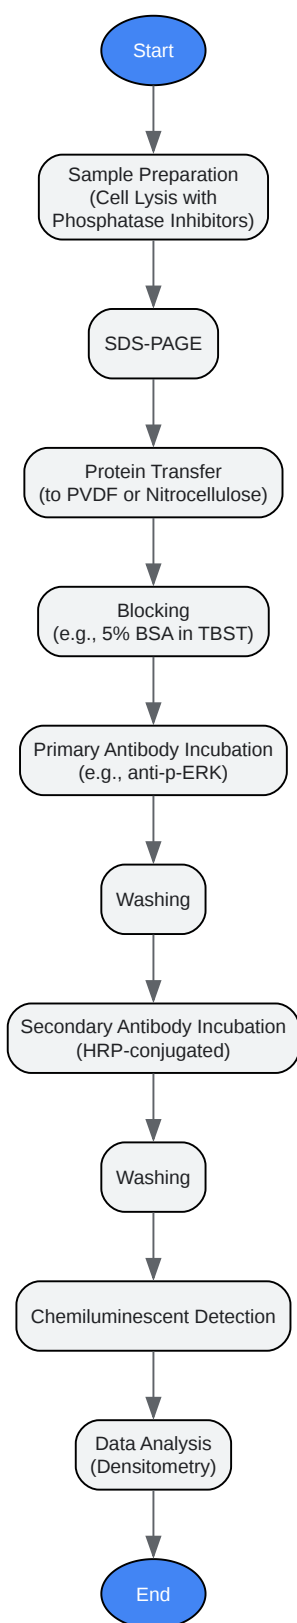 Start
Sample Preparation
(Cell Lysis with
Phosphatase Inhibitors)
SDS-PAGE
Protein Transfer
(to PVDF or Nitrocellulose)
Blocking
(e.g., 5% BSA in TBST)
Primary Antibody Incubation
(e.g., anti-p-ERK)
Washing
Secondary Antibody Incubation
(HRP-conjugated)
Washing
Chemiluminescent Detection
Data Analysis
(Densitometry)
End